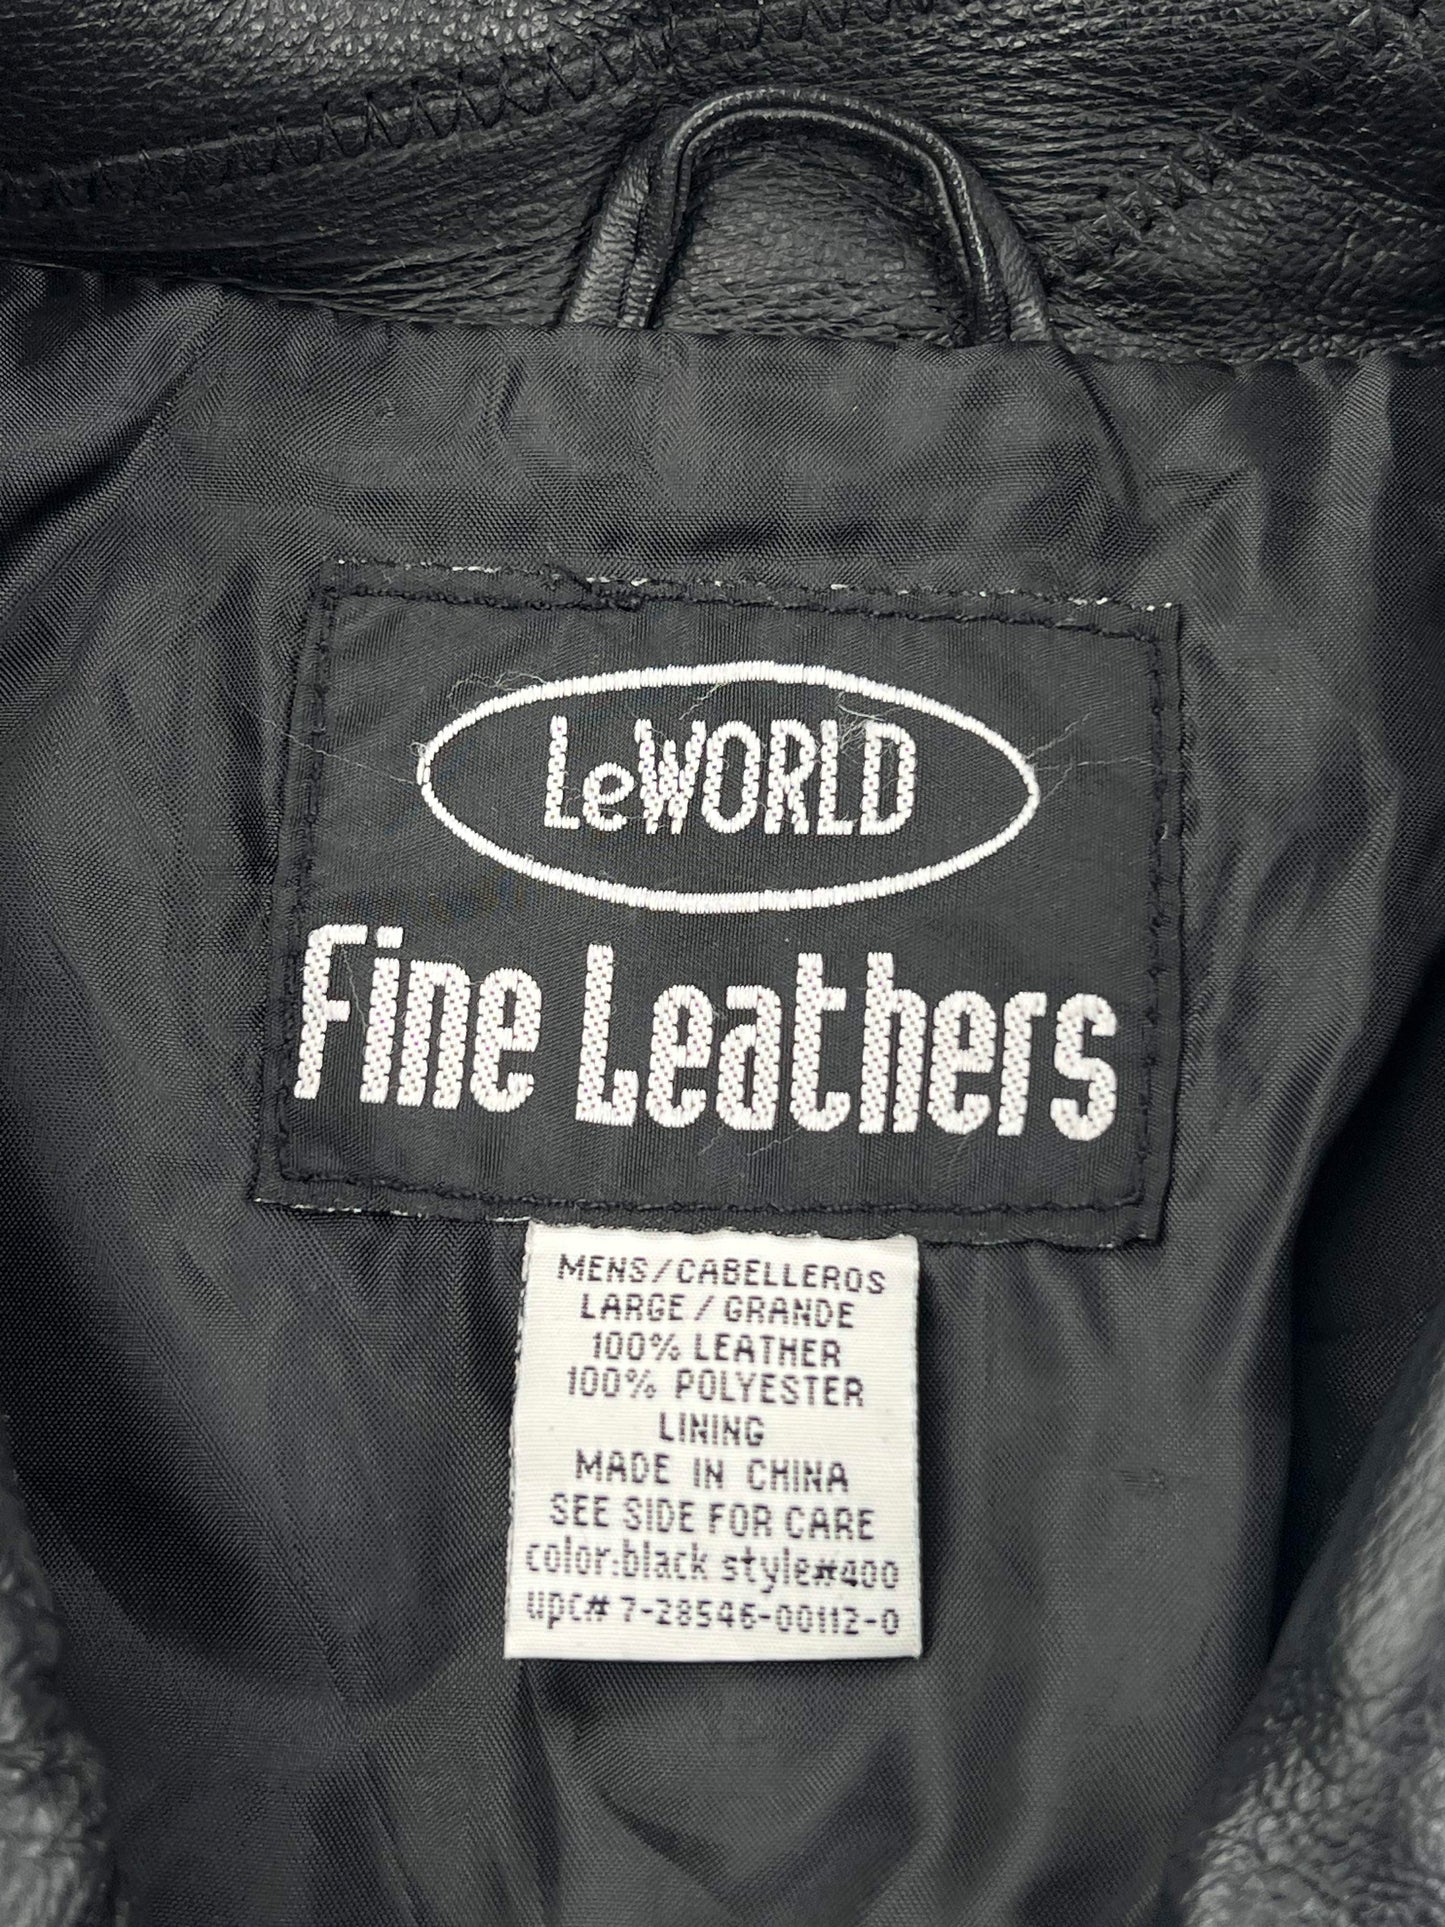 LeWORLD
Fine Leathers
MENS/CABELLEROS
LARGE/GRANDE
100% LEATHER
100% POLYESTER
LINING
MADE IN CHINA
SEE SIDE FOR CARE
color:black style#400
upc# 7-28546-00112-0